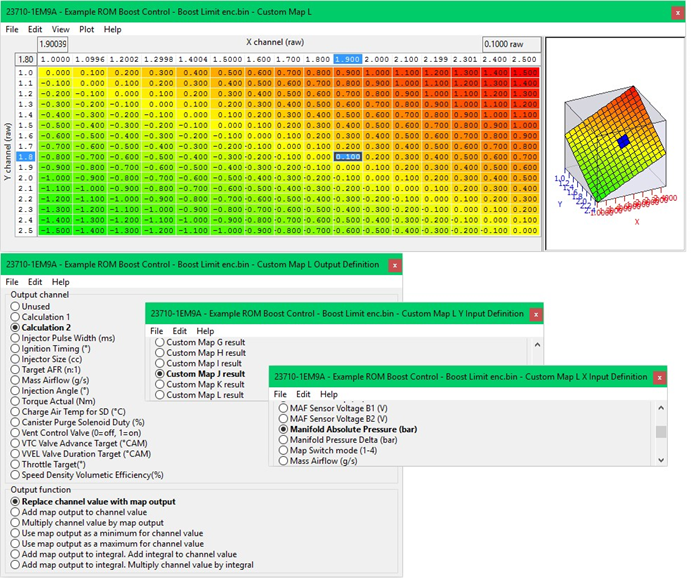 23710-1EM9A - Example ROM Boost Control - Boost Limit enc.bin - Custom Map L
x
File Edit View Plot Help
1.90039 X channel (raw) 0.1000 raw
1.80 1.0000 1.0996 1.2002 1.2998 1.4004 1.5000 1.600 1.700 1.800 1.900 2.000 2.100 2.199 2.301 2.400 2.500
Y channel (raw)
1.0 0.000 0.100 0.200 0.300 0.400 0.500 0.600 0.700 0.800 0.900 1.000 1.100 1.200 1.300 1.400 1.500
1.1 -0.100 0.000 0.100 0.200 0.300 0.400 0.500 0.600 0.700 0.800 0.900 1.000 1.100 1.200 1.300 1.400
1.2 -0.200 -0.100 0.000 0.100 0.200 0.300 0.400 0.500 0.600 0.700 0.800 0.900 1.000 1.100 1.200 1.300
1.3 -0.300 -0.200 -0.100 0.000 0.100 0.200 0.300 0.400 0.500 0.600 0.700 0.800 0.900 1.000 1.100 1.200
1.4 -0.400 -0.300 -0.200 -0.100 0.000 0.100 0.200 0.300 0.400 0.500 0.600 0.700 0.800 0.900 1.000 1.100
1.5 -0.500 -0.400 -0.300 -0.200 -0.100 0.000 0.100 0.200 0.300 0.400 0.500 0.600 0.700 0.800 0.900 1.000
1.6 -0.600 -0.500 -0.400 -0.300 -0.200 -0.100 0.000 0.100 0.200 0.300 0.400 0.500 0.600 0.700 0.800 0.900
1.7 -0.700 -0.600 -0.500 -0.400 -0.300 -0.200 -0.100 0.000 0.100 0.200 0.300 0.400 0.500 0.600 0.700 0.800
1.8 -0.800 -0.700 -0.600 -0.500 -0.400 -0.300 -0.200 -0.100 0.000 0.100 0.200 0.300 0.400 0.500 0.600 0.700
1.9 -0.900 -0.800 -0.700 -0.600 -0.500 -0.400 -0.300 -0.200 -0.100 0.000 0.100 0.200 0.300 0.400 0.500 0.600
2.0 -1.000 -0.900 -0.800 -0.700 -0.600 -0.500 -0.400 -0.300 -0.200 -0.100 0.000 0.100 0.200 0.300 0.400 0.500
2.1 -1.100 -1.000 -0.900 -0.800 -0.700 -0.600 -0.500 -0.400 -0.300 -0.200 -0.100 0.000 0.100 0.200 0.300 0.400
2.2 -1.200 -1.100 -1.000 -0.900 -0.800 -0.700 -0.600 -0.500 -0.400 -0.300 -0.200 -0.100 0.000 0.100 0.200 0.300
2.3 -1.300 -1.200 -1.100 -1.000 -0.900 -0.800 -0.700 -0.600 -0.500 -0.400 -0.300 -0.200 -0.100 0.000 0.100 0.200
2.4 -1.400 -1.300 -1.200 -1.100 -1.000 -0.900 -0.800 -0.700 -0.600 -0.500 -0.400 -0.300 -0.200 -0.100 0.000 0.100
2.5 -1.500 -1.400 -1.300 -1.200 -1.100 -1.000 -0.900 -0.800 -0.700 -0.600 -0.500 -0.400 -0.300 -0.200 -0.100 0.000
Y
X
23710-1EM9A - Example ROM Boost Control - Boost Limit enc.bin - Custom Map L Output Definition
x
File Edit Help
Output channel
Unused
Calculation 1
Calculation 2
Injector Pulse Width (ms)
Ignition Timing (°)
Injector Size (cc)
Target AFR (n:1)
Mass Airflow (g/s)
Injection Angle (°)
Torque Actual (Nm)
Charge Air Temp for SD (°C)
Canister Purge Solenoid Duty (%)
Vent Control Valve (0=off, 1=on)
VTC Valve Advance Target (°CAM)
VVEL Valve Duration Target (°CAM)
Throttle Target(°)
Speed Density Volumetric Efficiency(%)
Output function
Replace channel value with map output
Add map output to channel value
Multiply channel value by map output
Use map output as a minimum for channel value
Use map output as a maximum for channel value
Add map output to integral. Add integral to channel value
Add map output to integral. Multiply channel value by integral
23710-1EM9A - Example ROM Boost Control - Boost Limit enc.bin - Custom Map L Y Input Definition
x
File Edit Help
Custom Map G result
Custom Map H result
Custom Map I result
Custom Map J result
Custom Map K result
Custom Map L result
23710-1EM9A - Example ROM Boost Control - Boost Limit enc.bin - Custom Map L X Input Definition
x
File Edit Help
MAF Sensor Voltage B1 (V)
MAF Sensor Voltage B2 (V)
Manifold Absolute Pressure (bar)
Manifold Pressure Delta (bar)
Map Switch mode (1-4)
Mass Airflow (g/s)